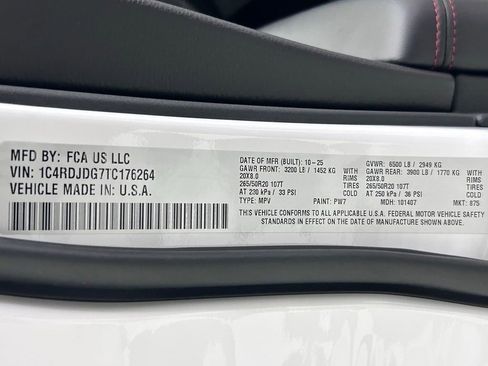 MFD BY: FCA US LLC
VIN: 1C4RDJDG7TC176264
VEHICLE MADE IN U.S.A.
DATE OF MFR (BUILT): 10-25 GVWR: 6500 LB / 2949 KG
GAWR FRONT: 3200 LB / 1452 KG WITH GAWR REAR: 3900 LB / 1770 KG WITH
20X8.0 RIMS 20X8.0 RIMS
265/50R20 107T TIRES 265/50R20 107T TIRES
AT 230 kPa / 33 PSI COLD AT 250 kPa / 36 PSI COLD
TYPE: MPV PAINT: PW7 MDH: 101407 MKT: 875
THIS VEHICLE CONFORMS TO ALL APPLICABLE U.S.A. FEDERAL MOTOR VEHICLE SAFETY
STANDARDS IN EFFECT ON THE DATE OF MANUFACTURE SHOWN ABOVE.